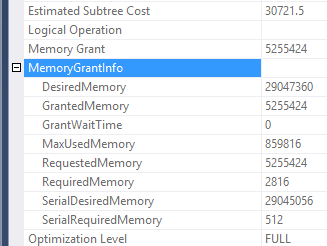 Estimated Subtree Cost 30721.5
Logical Operation
Memory Grant 5255424
MemoryGrantInfo
DesiredMemory 29047360
GrantedMemory 5255424
GrantWaitTime 0
MaxUsedMemory 859816
RequestedMemory 5255424
RequiredMemory 2816
SerialDesiredMemory 29045056
SerialRequiredMemory 512
Optimization Level FULL